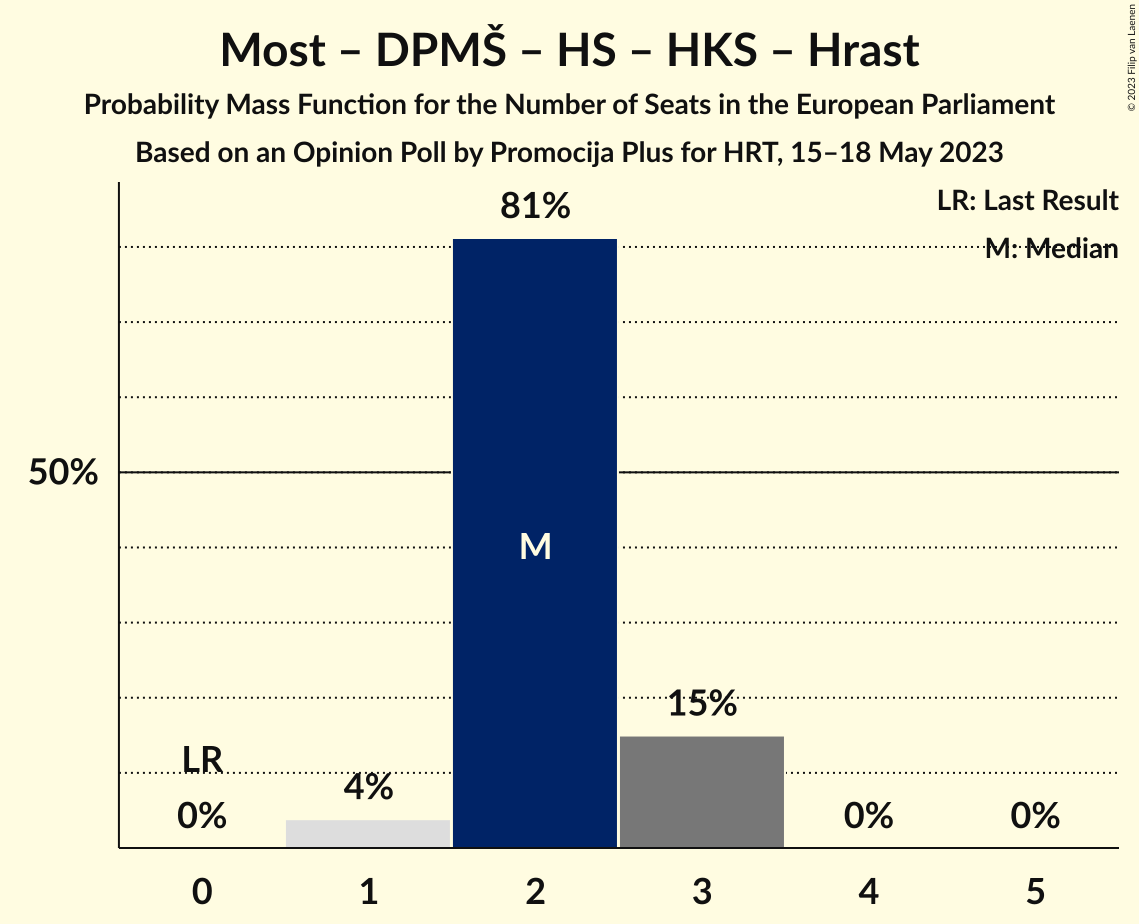 Most – DPMŠ – HS – HKS – Hrast
Probability Mass Function for the Number of Seats in the European Parliament
Based on an Opinion Poll by Promocija Plus for HRT, 15–18 May 2023
© 2023 Filip van Laenen
LR: Last Result
M: Median
81%
50%
M
15%
LR
4%
0%
0%
0%
0 1 2 3 4 5